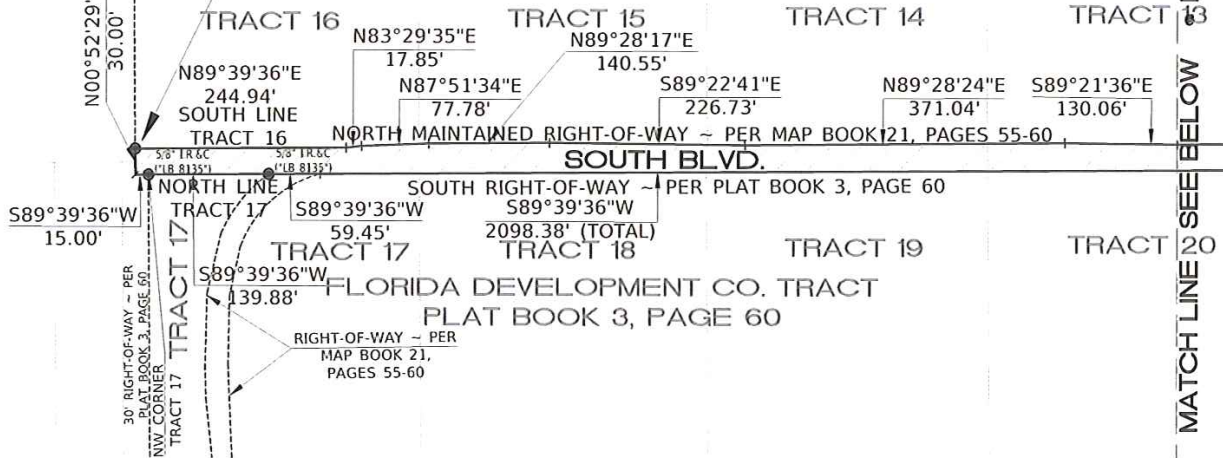 TRACT 16
TRACT 15
TRACT 14
TRACT 13
N00°52'29"
30.00'
N83°29'35"E
17.85'
N89°28'17"E
140.55'
N89°39'36"E
244.94'
SOUTH LINE
TRACT 16
N87°51'34"E
77.78'
S89°22'41"E
226.73'
N89°28'24"E
371.04'
S89°21'36"E
130.06'
NORTH MAINTAINED RIGHT-OF-WAY ~ PER MAP BOOK 21, PAGES 55-60
5/8" I R&C
("LB 8135")
5/8" I R&C
("LB 8135")
SOUTH BLVD.
NORTH LINE
TRACT 17
SOUTH RIGHT-OF-WAY ~ PER PLAT BOOK 3, PAGE 60
S89°39'36"W
15.00'
S89°39'36"W
59.45'
S89°39'36"W
2098.38' (TOTAL)
TRACT 17
TRACT 18
TRACT 19
TRACT 20
S89°39'36"W
139.88'
FLORIDA DEVELOPMENT CO. TRACT
PLAT BOOK 3, PAGE 60
RIGHT-OF-WAY ~ PER
MAP BOOK 21,
PAGES 55-60
30' RIGHT-OF-WAY ~ PER
PLAT BOOK 3, PAGE 60
NW CORNER
TRACT 17
TRACT 17
MATCH LINE SEE BELOW